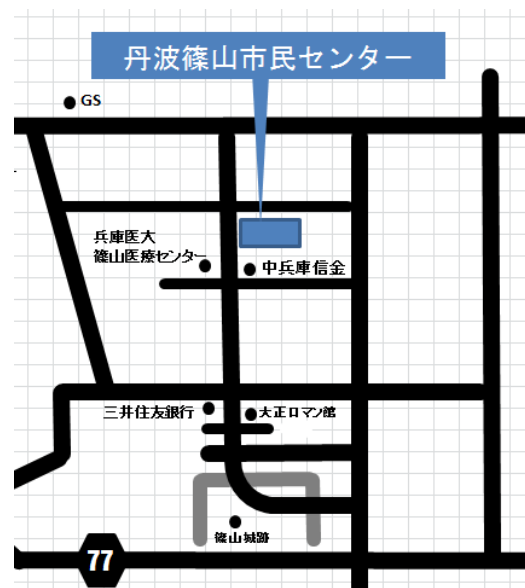 丹波篠山市民センター
GS
兵庫医大
篠山医療センター
中兵庫信金
三井住友銀行
大正ロマン館
篠山城跡
77